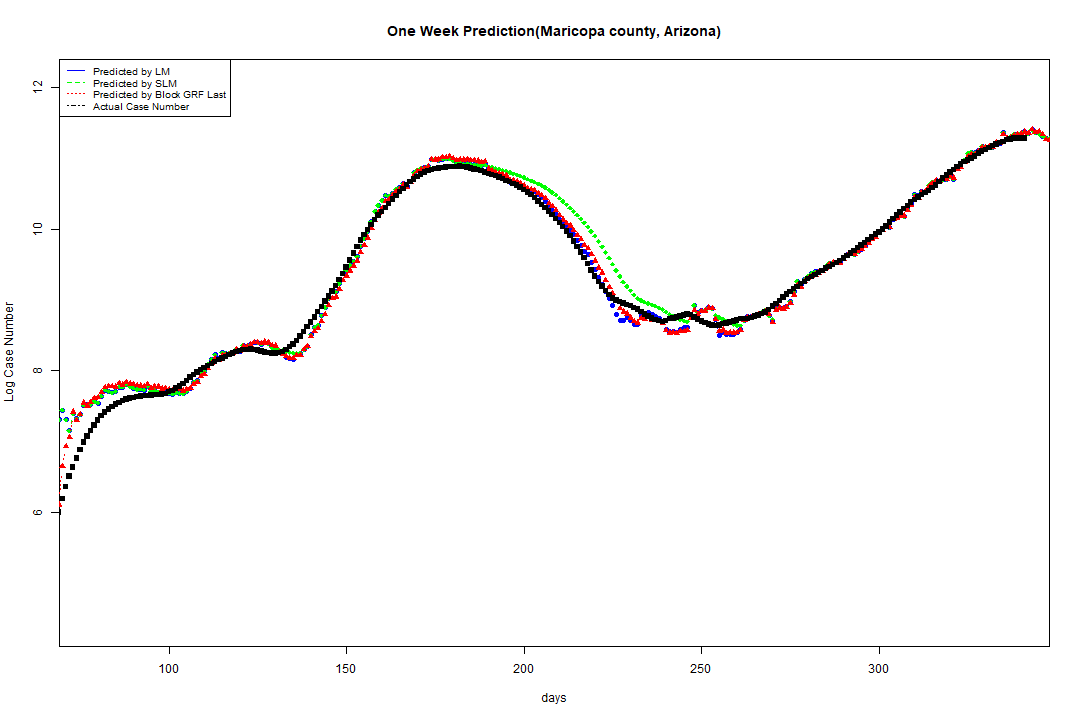 One Week Prediction(Maricopa county, Arizona)
Predicted by LM
Predicted by SLM
Predicted by Block GRF Last
Actual Case Number
12
10
8
6
Log Case Number
100 150 200 250 300
days